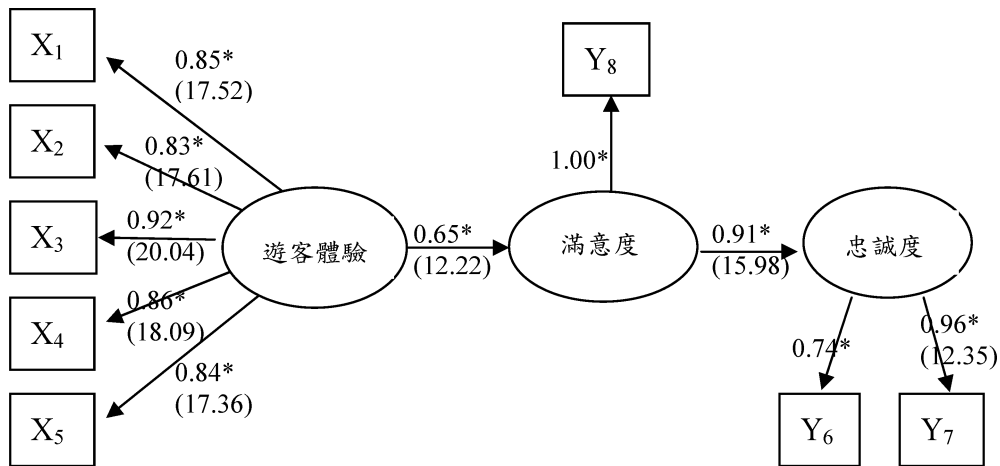 X1
0.85*
(17.52)
Y8
X2
0.83*
(17.61)
1.00*
X3
0.92*
(20.04)
遊客體驗
0.65*
(12.22)
滿意度
0.91*
(15.98)
忠誠度
X4
0.86*
(18.09)
0.84*
(17.36)
0.74*
0.96*
(12.35)
X5
Y6
Y7